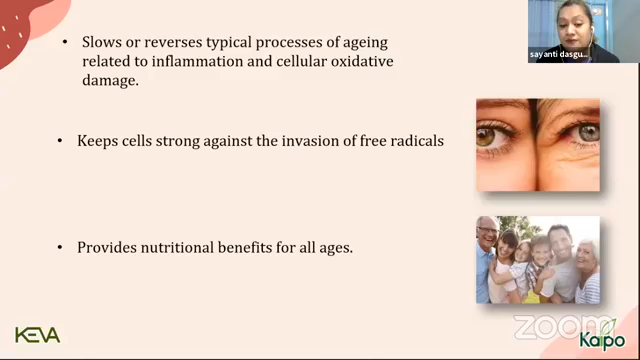 • Slows or reverses typical processes of ageing
related to inflammation and cellular oxidative
damage.
sayanti dasgu...
• Keeps cells strong against the invasion of free radicals
• Provides nutritional benefits for all ages.
KEVA
zoom
Kaipo